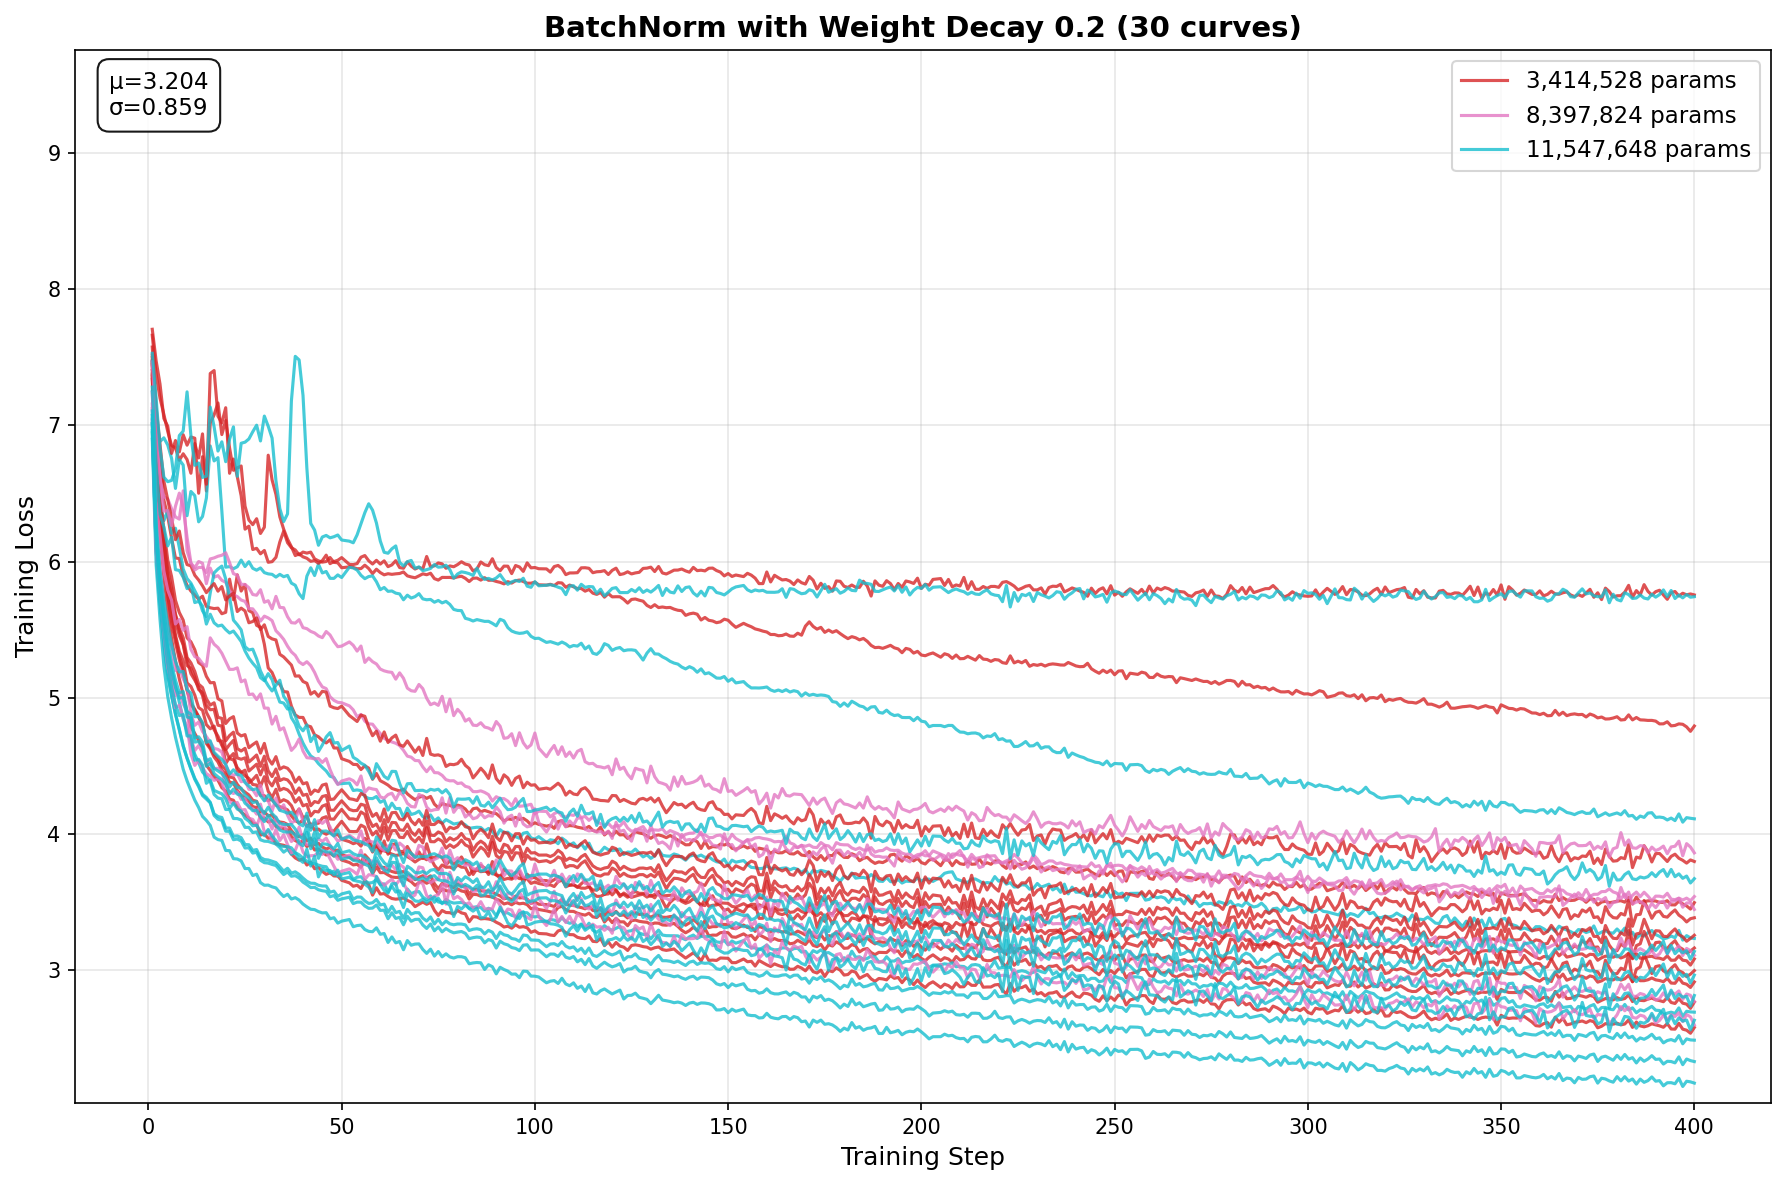 BatchNorm with Weight Decay 0.2 (30 curves)
μ=3.204
σ=0.859
3,414,528 params
8,397,824 params
11,547,648 params
Training Loss
9
8
7
6
5
4
3
0 50 100 150 200 250 300 350 400
Training Step